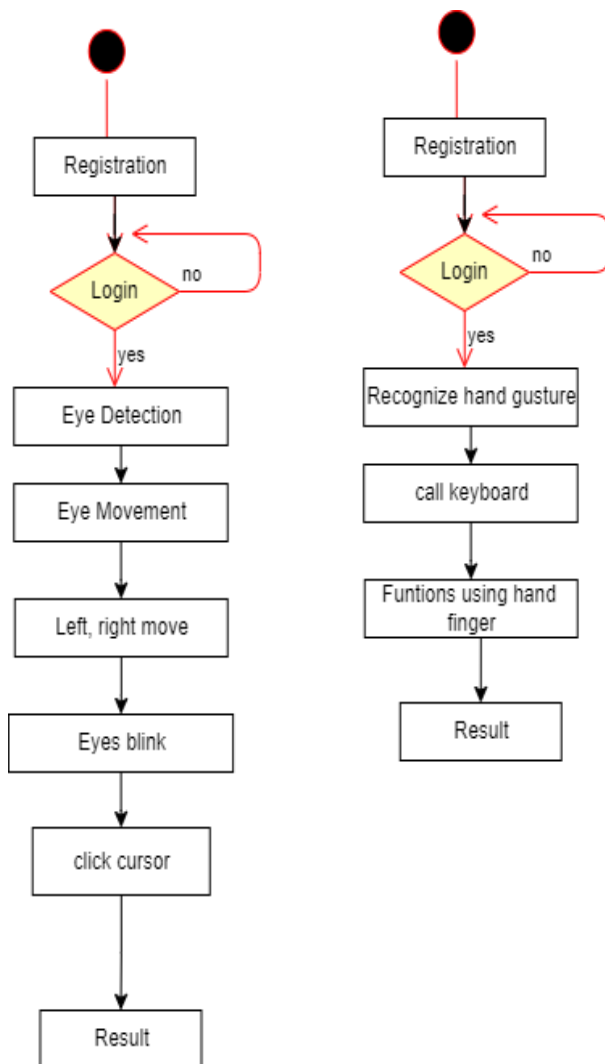 Registration
Login
no
yes
Eye Detection
Eye Movement
Left, right move
Eyes blink
click cursor
Result
Registration
Login
no
yes
Recognize hand gusture
call keyboard
Funtions using hand
finger
Result